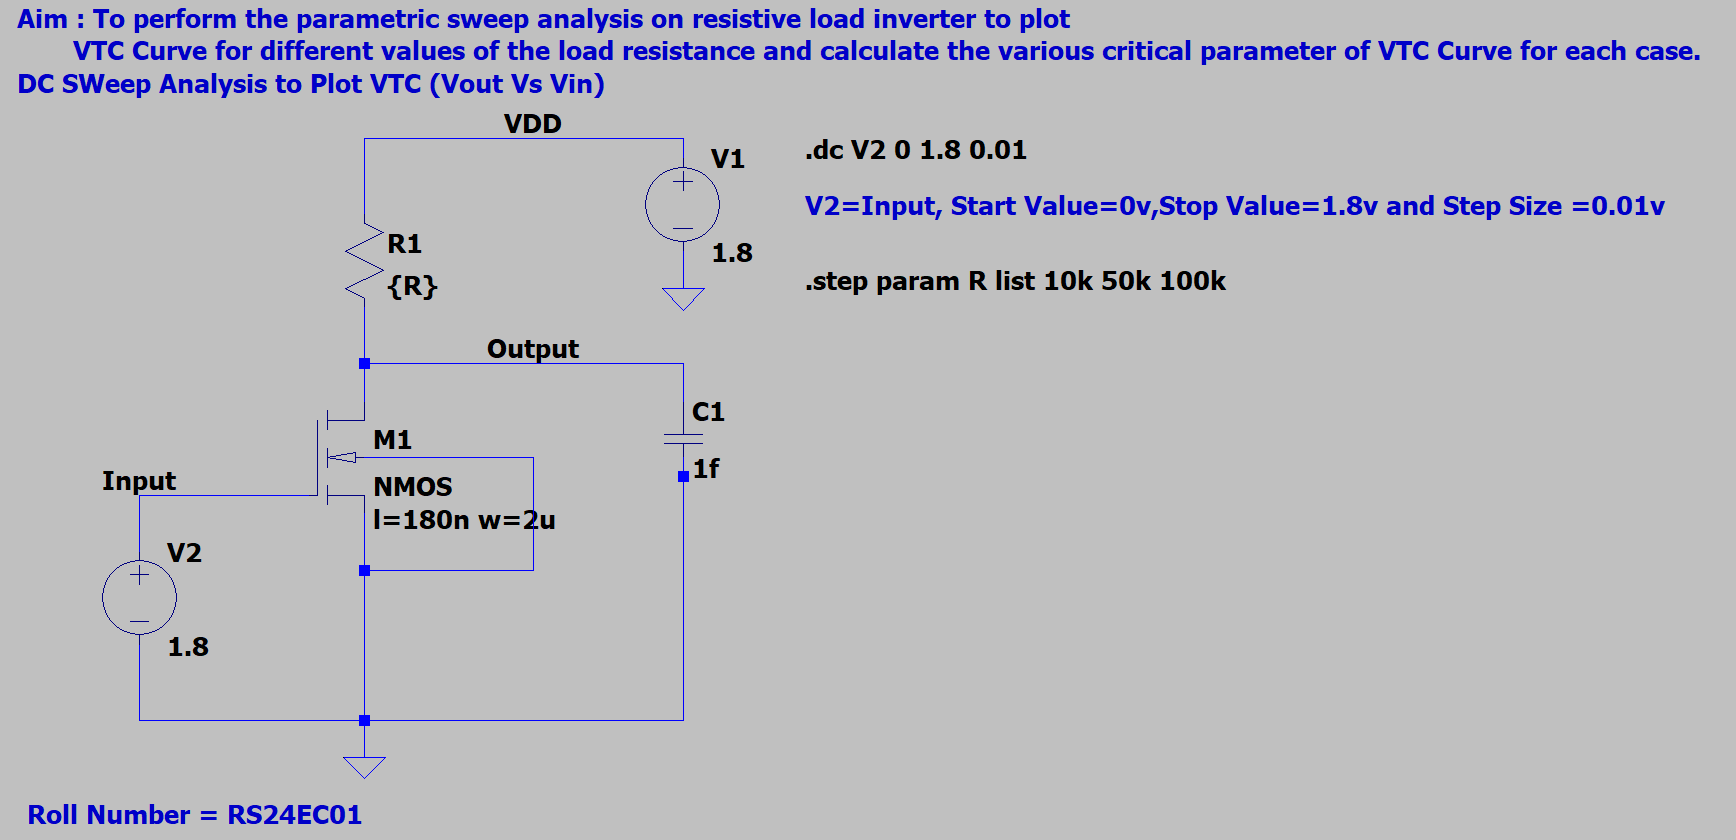 Aim : To perform the parametric sweep analysis on resistive load inverter to plot
VTC Curve for different values of the load resistance and calculate the various critical parameter of VTC Curve for each case.
DC SWeep Analysis to Plot VTC (Vout Vs Vin)
VDD
V1
1.8
.dc V2 0 1.8 0.01
V2=Input, Start Value=0v,Stop Value=1.8v and Step Size =0.01v
.step param R list 10k 50k 100k
R1
{R}
Output
C1
1f
M1
NMOS
l=180n w=2u
Input
V2
1.8
Roll Number = RS24EC01